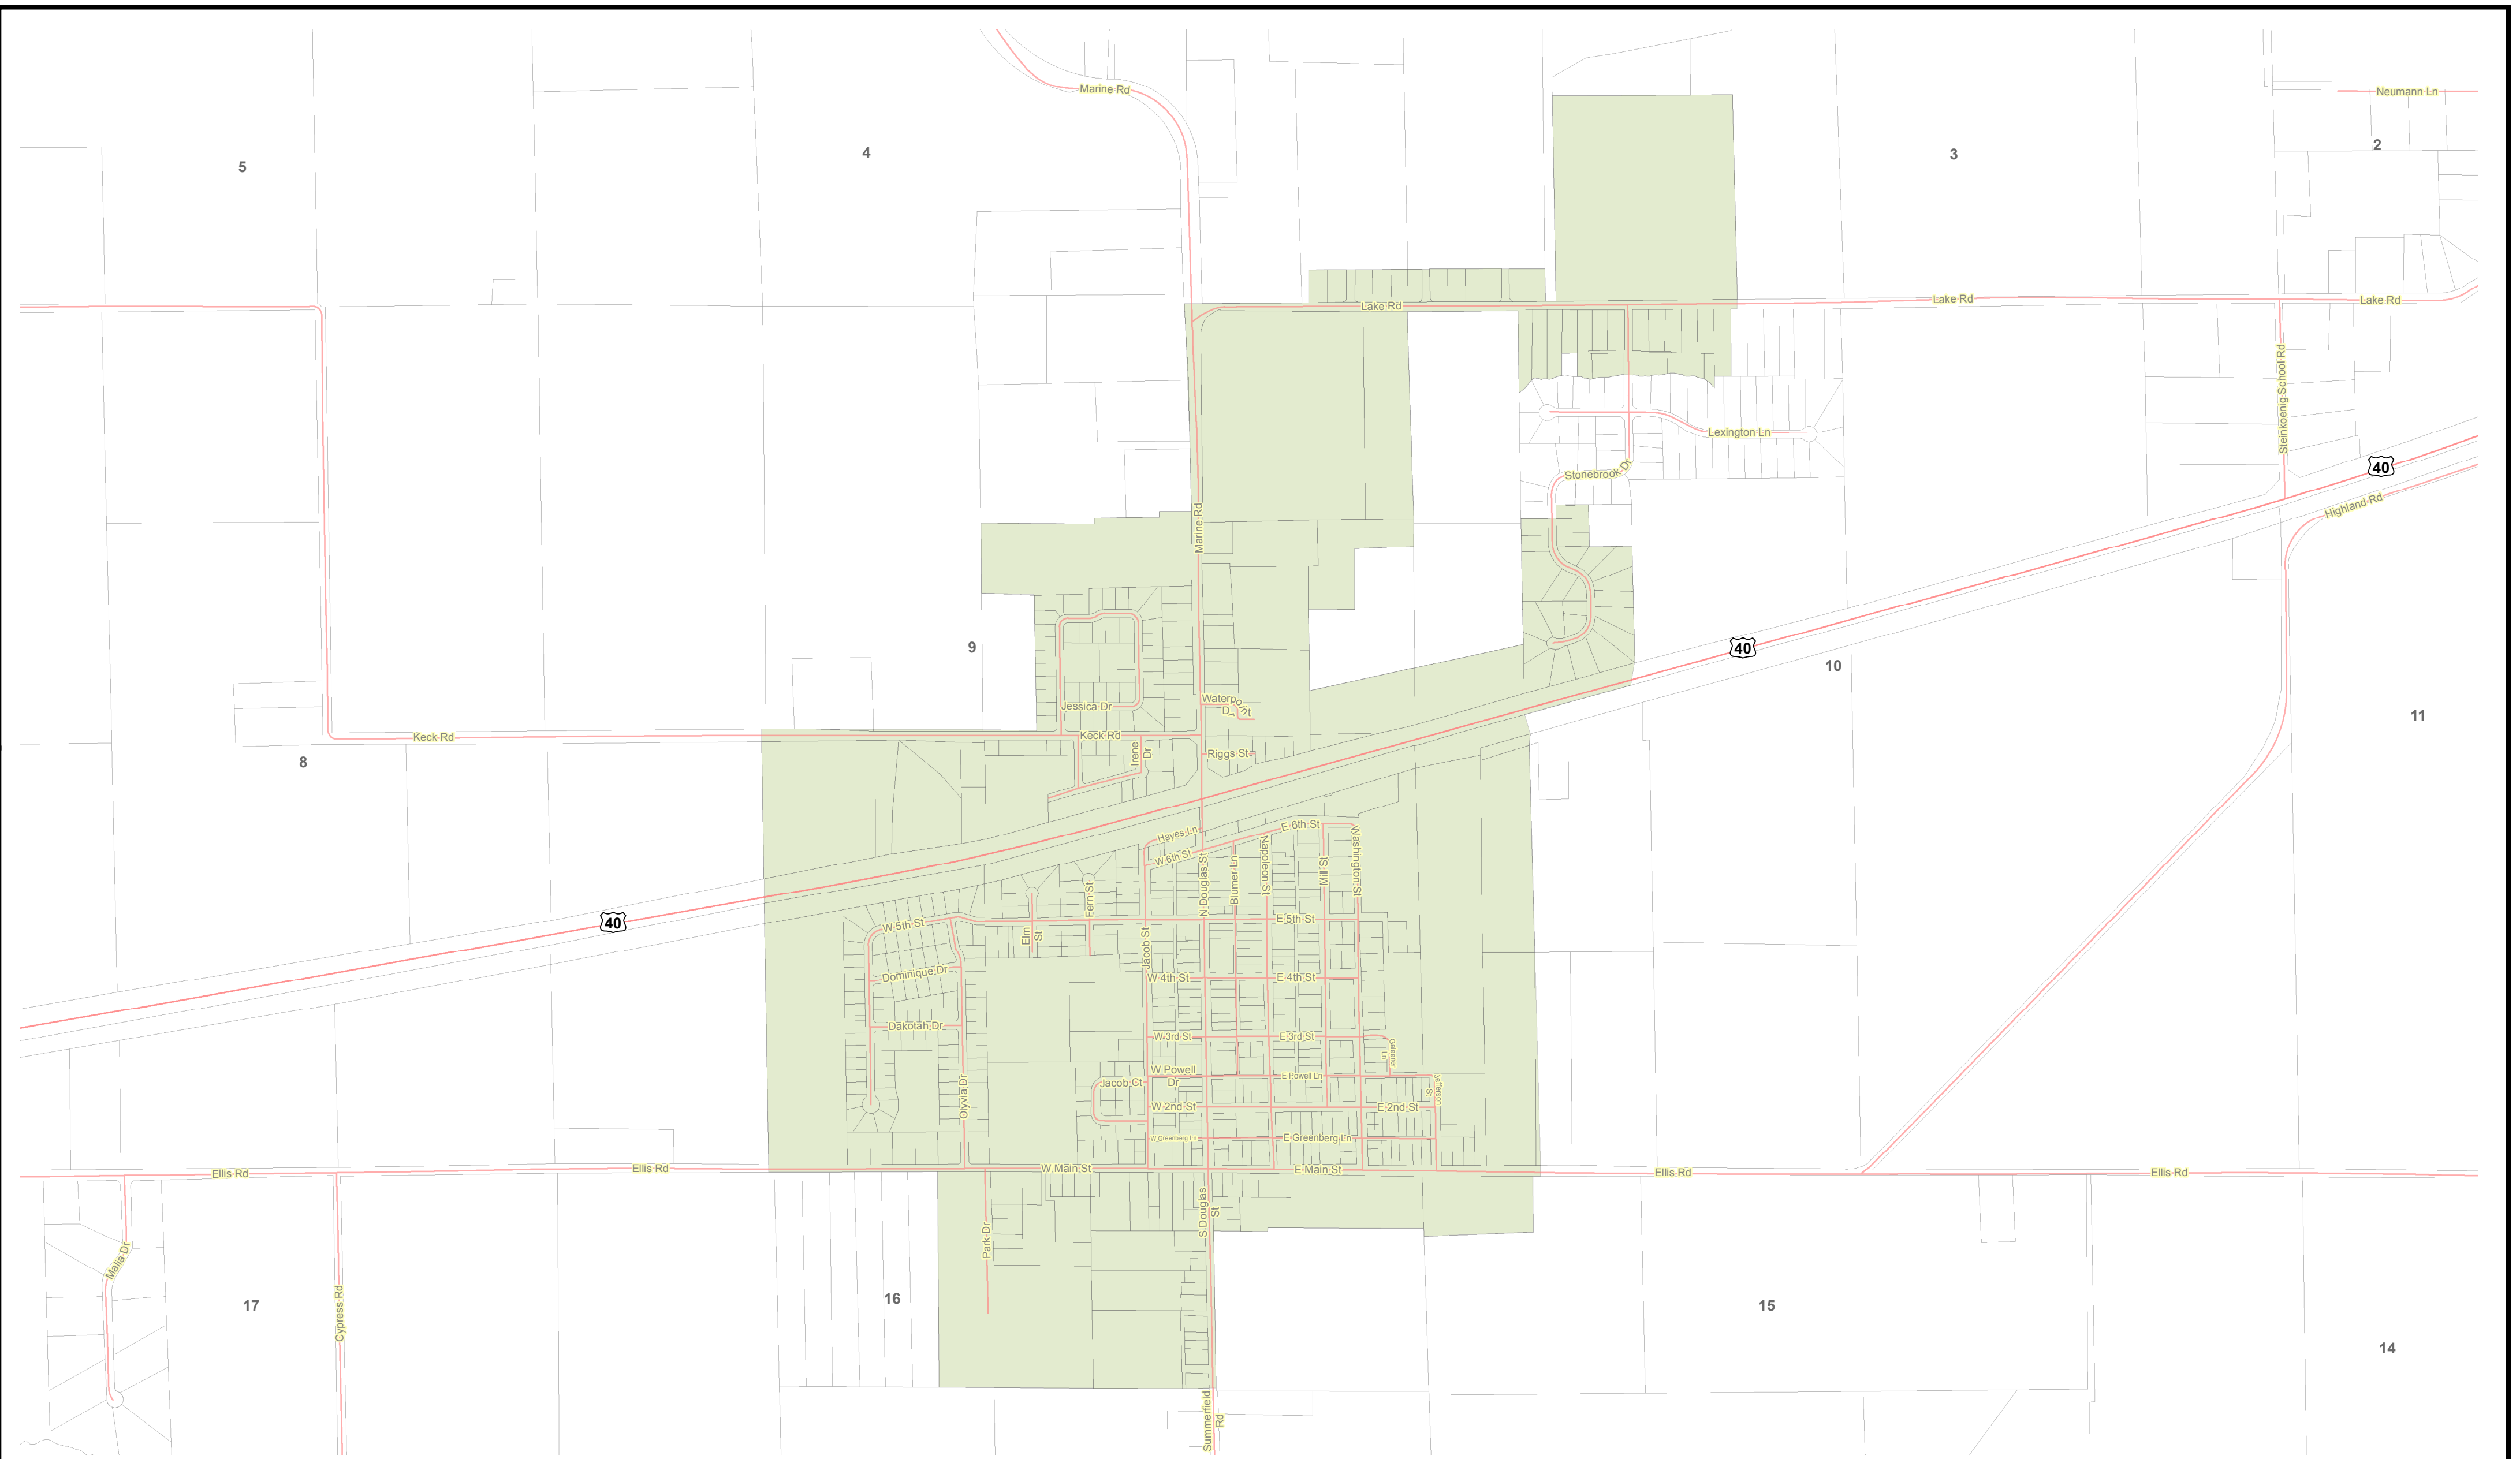 Marine Rd
Neumann Ln
5
4
3
2
Lake Rd
Lake Rd
Lake Rd
Steinkoenig School Rd
Lexington Ln
Stonebrook Dr
40
Highland Rd
Marine Rd
9
40
10
Waterpoint
Dr
Jessica Dr
11
Keck Rd
Keck Rd
Irene
Dr
Riggs St
8
Hayes Ln
E 6th St
W 6th St
Washington St
Napoleon St
Mill St
Blumer Ln
N Douglas St
Fern St
40
W 5th St
E 5th St
Elm
St
Jacob St
Dominique Dr
W 4th St
E 4th St
Dakotah Dr
W 3rd St
E 3rd St
W Powell
Dr
E Powell Ln
Jacob Ct
Olyvia Dr
Jefferson
St
W 2nd St
E 2nd St
W Greenberg Ln
E Greenberg Ln
Ellis Rd
Ellis Rd
W Main St
E Main St
Ellis Rd
Ellis Rd
S Douglas
St
Park Dr
Malia Dr
17
Cypress Rd
16
15
14
Summerfield
Rd